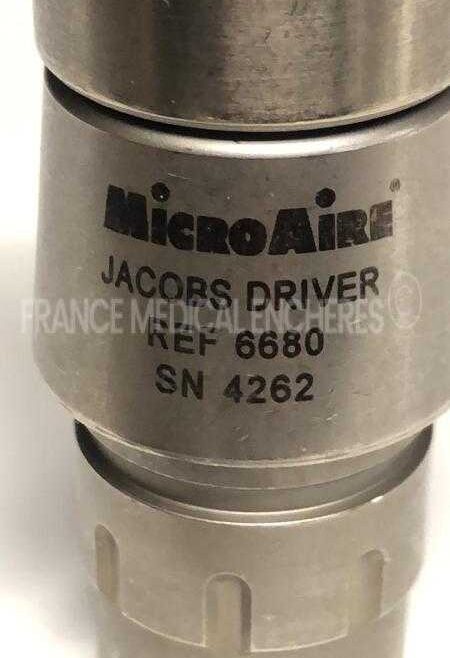 MicroAire®
JACOBS DRIVER
FRANCE MEDICAL ENCHERES
REF 6680
SN 4262